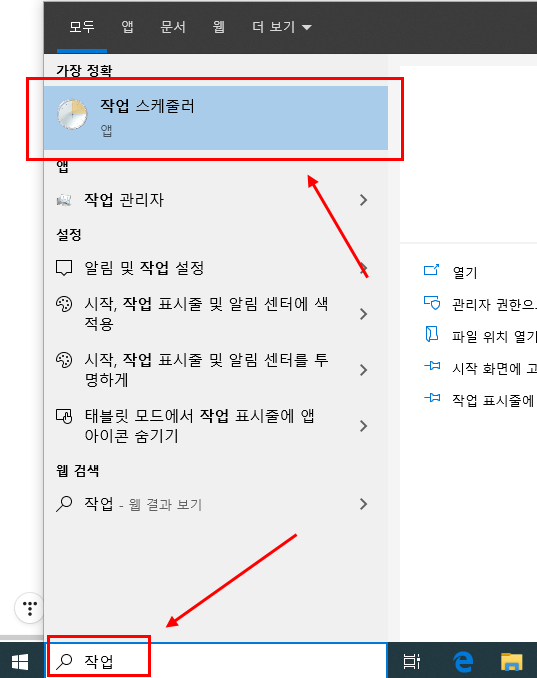 모두 앱 문서 웹 더 보기
가장 정확
작업 스케줄러
앱
앱
작업 관리자
설정
알림 및 작업 설정
시작, 작업 표시줄 및 알림 센터에 색
적용
시작, 작업 표시줄 및 알림 센터를 투
명하게
태블릿 모드에서 작업 표시줄에 앱
아이콘 숨기기
웹 검색
작업 - 웹 결과 보기
열기
관리자 권한으
파일 위치 열기
시작 화면에 고
작업 표시줄에
작업